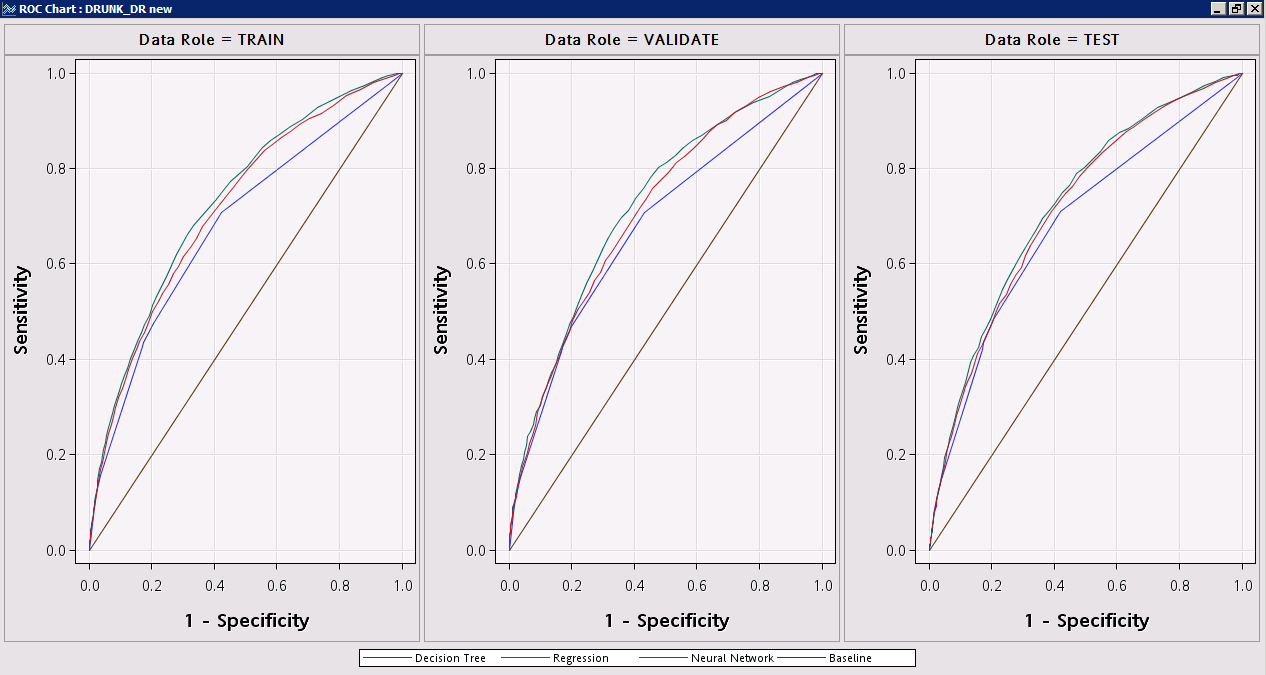 ROC Chart : DRUNK_DR new
Data Role = TRAIN
Sensitivity
1.0
0.8
0.6
0.4
0.2
0.0
0.0 0.2 0.4 0.6 0.8 1.0
1 - Specificity
Data Role = VALIDATE
Sensitivity
1.0
0.8
0.6
0.4
0.2
0.0
0.0 0.2 0.4 0.6 0.8 1.0
1 - Specificity
Data Role = TEST
Sensitivity
1.0
0.8
0.6
0.4
0.2
0.0
0.0 0.2 0.4 0.6 0.8 1.0
1 - Specificity
Decision Tree Regression Neural Network Baseline